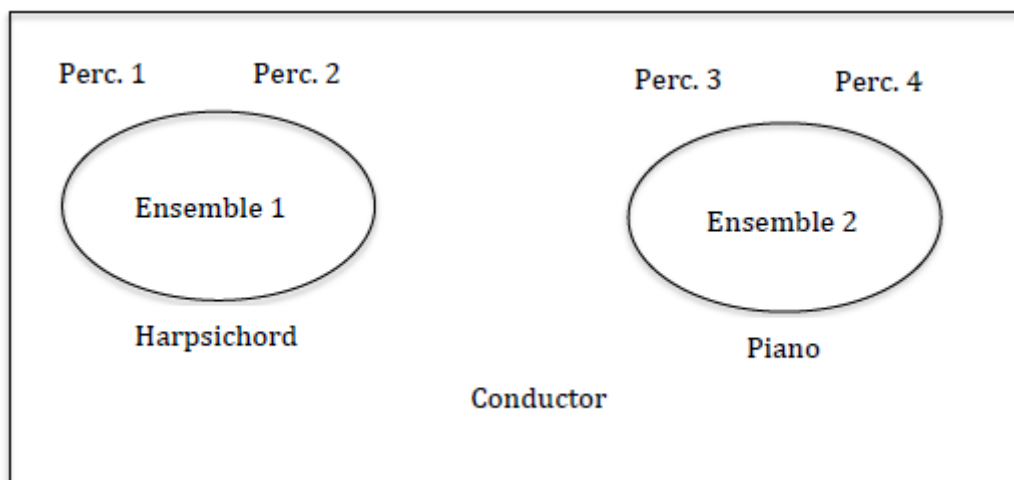 Perc. 1 Perc. 2
Perc. 3 Perc. 4
Ensemble 1
Ensemble 2
Harpsichord
Piano
Conductor